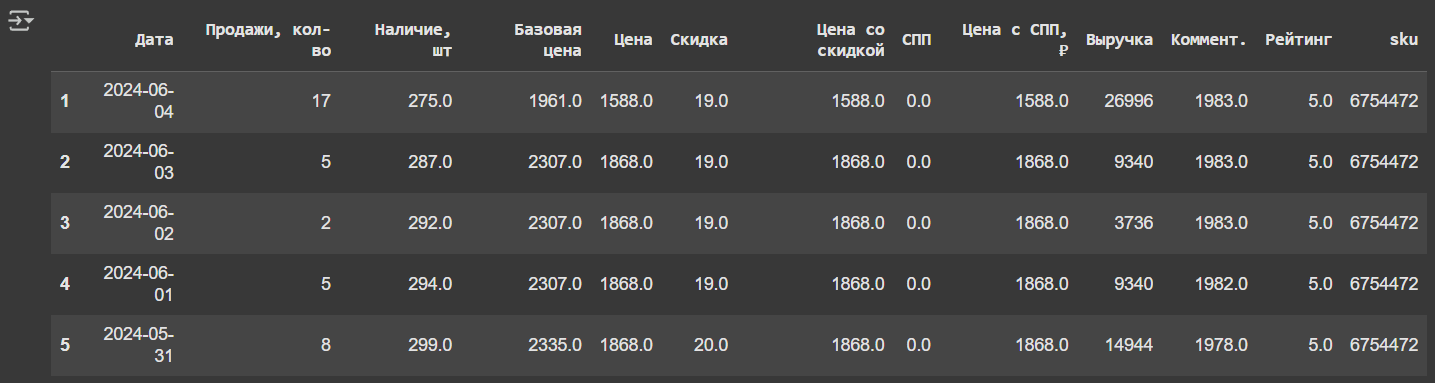 Дата Продажи, кол-во Наличие, шт Базовая цена Цена Скидка Цена со скидкой СПП Цена с СПП, ₽ Выручка Коммент. Рейтинг sku
1 2024-06-04 17 275.0 1961.0 1588.0 19.0 1588.0 0.0 1588.0 26996 1983.0 5.0 6754472
2 2024-06-03 5 287.0 2307.0 1868.0 19.0 1868.0 0.0 1868.0 9340 1983.0 5.0 6754472
3 2024-06-02 2 292.0 2307.0 1868.0 19.0 1868.0 0.0 1868.0 3736 1983.0 5.0 6754472
4 2024-06-01 5 294.0 2307.0 1868.0 19.0 1868.0 0.0 1868.0 9340 1982.0 5.0 6754472
5 2024-05-31 8 299.0 2335.0 1868.0 20.0 1868.0 0.0 1868.0 14944 1978.0 5.0 6754472